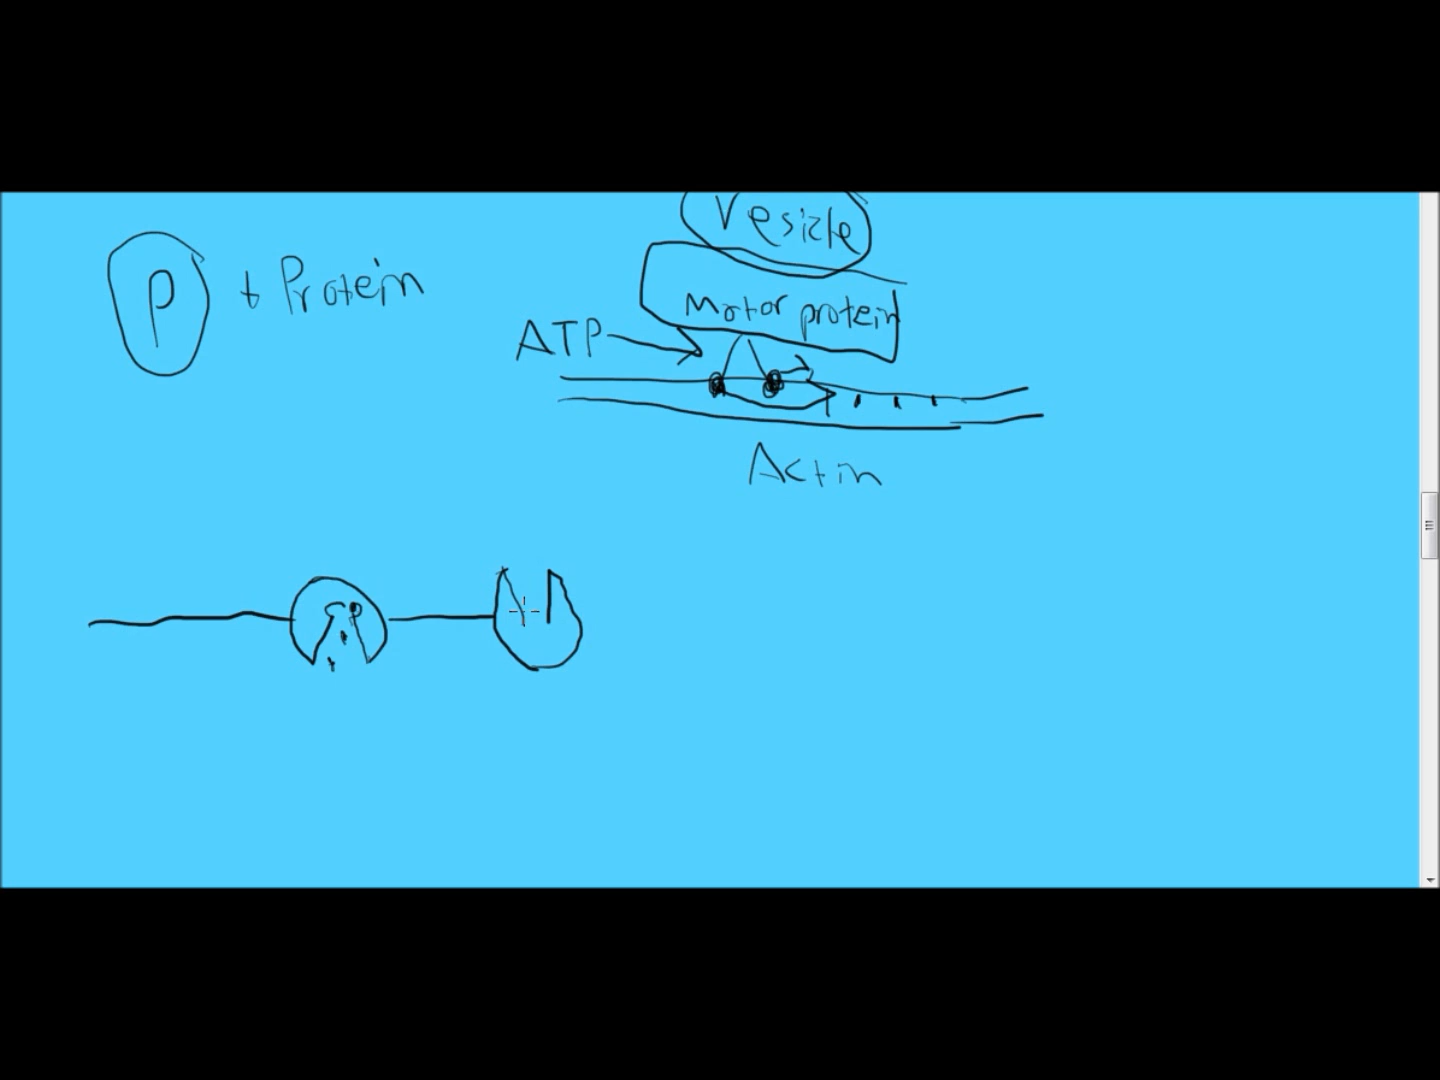 Vesicle
P + Protein
Motor protein
ATP
Actin